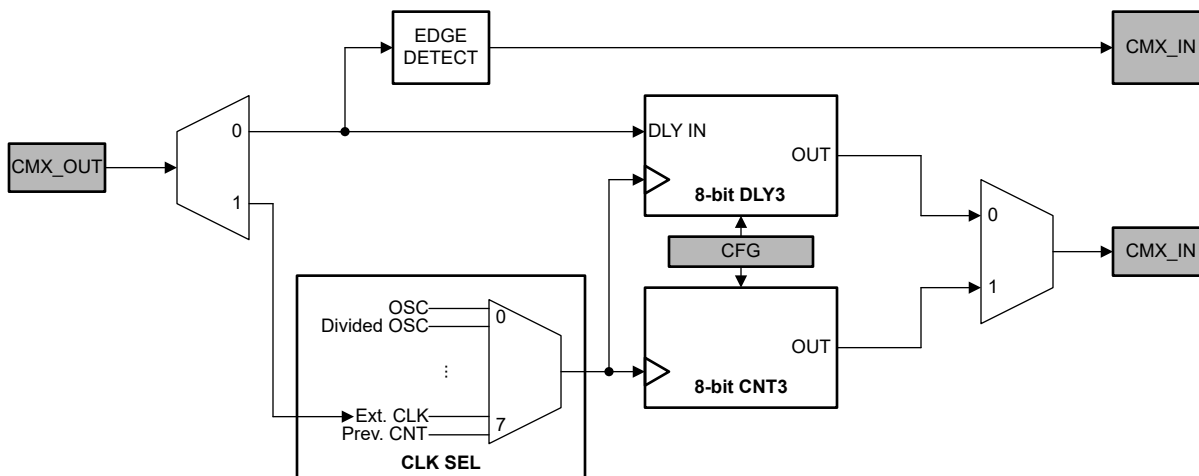 EDGE
DETECT
CMX_IN
0
DLY IN
CMX_OUT
OUT
1
8-bit DLY3
0
CFG
CMX_IN
1
OSC
0
Divided OSC
⋮
OUT
8-bit CNT3
Ext. CLK
7
Prev. CNT
CLK SEL